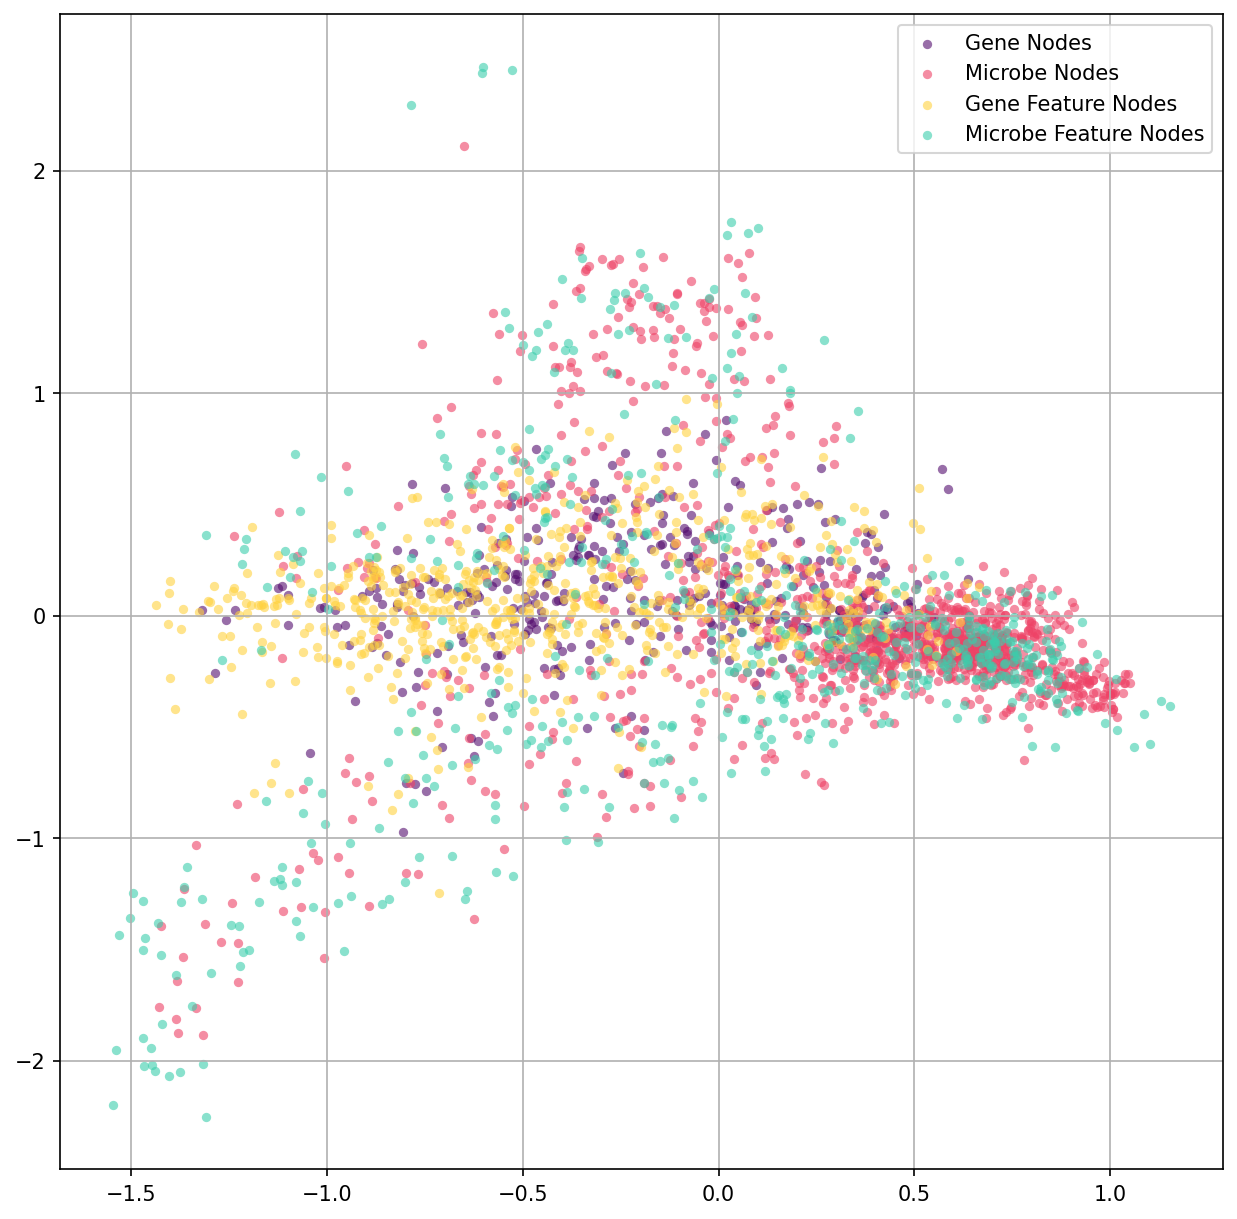 Gene Nodes
Microbe Nodes
Gene Feature Nodes
Microbe Feature Nodes
2
1
0
−1
−2
−1.5 −1.0 −0.5 0.0 0.5 1.0